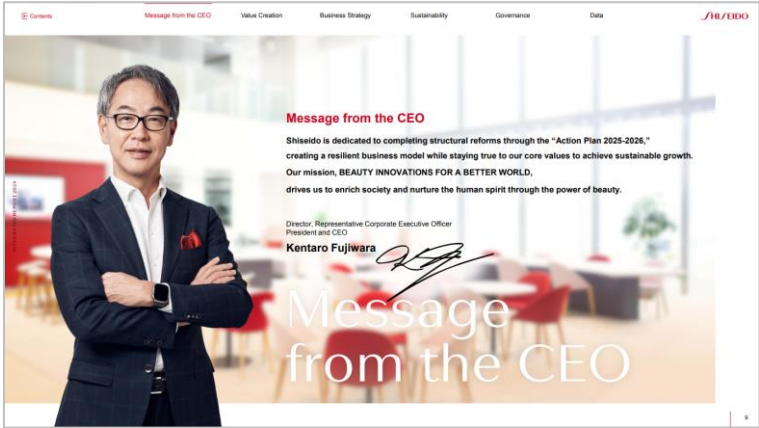 Contents
Message from the CEO
Value Creation
Business Strategy
Sustainability
Governance
Data
SHISEIDO
Message from the CEO
Shiseido is dedicated to completing structural reforms through the “Action Plan 2025-2026,”
creating a resilient business model while staying true to our core values to achieve sustainable growth.
Our mission, BEAUTY INNOVATIONS FOR A BETTER WORLD,
drives us to enrich society and nurture the human spirit through the power of beauty.
Director, Representative Corporate Executive Officer
President and CEO
Kentaro Fujiwara
Message
from the CEO
9